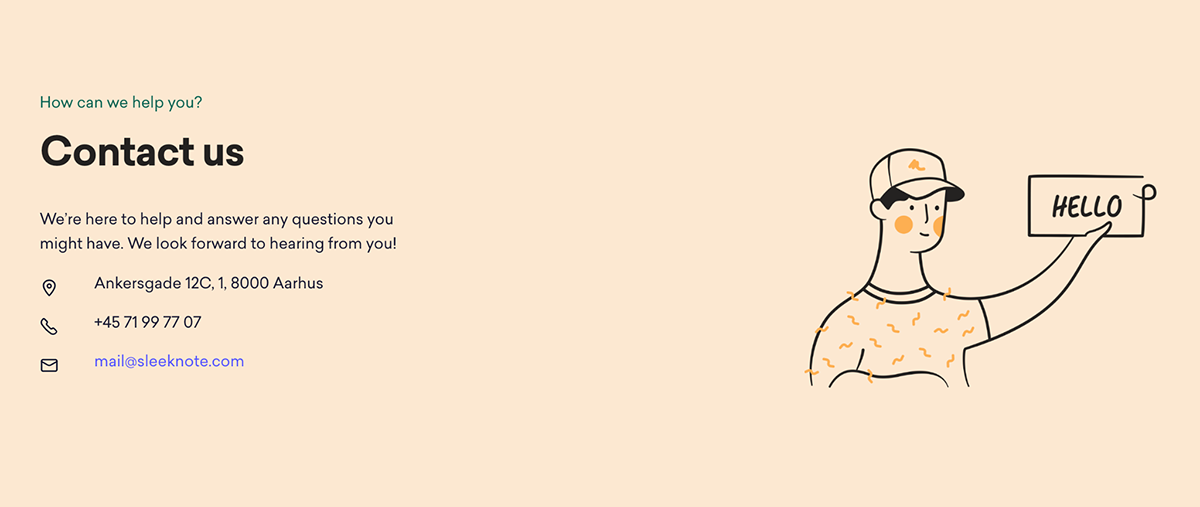 How can we help you?
Contact us
We’re here to help and answer any questions you
might have. We look forward to hearing from you!
Ankersgade 12C, 1, 8000 Aarhus
+45 71 99 77 07
mail@sleeknote.com
HELLO